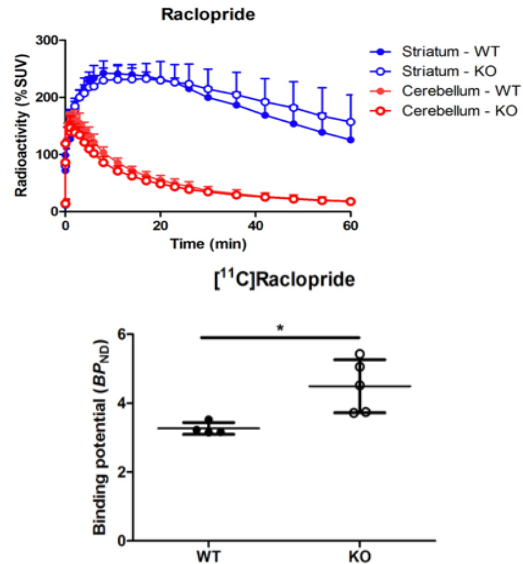 Raclopride
300
200
100
0
Radioactivity (% SUV)
0
20
40
60
Time (min)
Striatum - WT
Striatum - KO
Cerebellum - WT
Cerebellum - KO
[¹¹C]Raclopride
*
6
4
2
0
Binding potential (BP_ND)
WT
KO